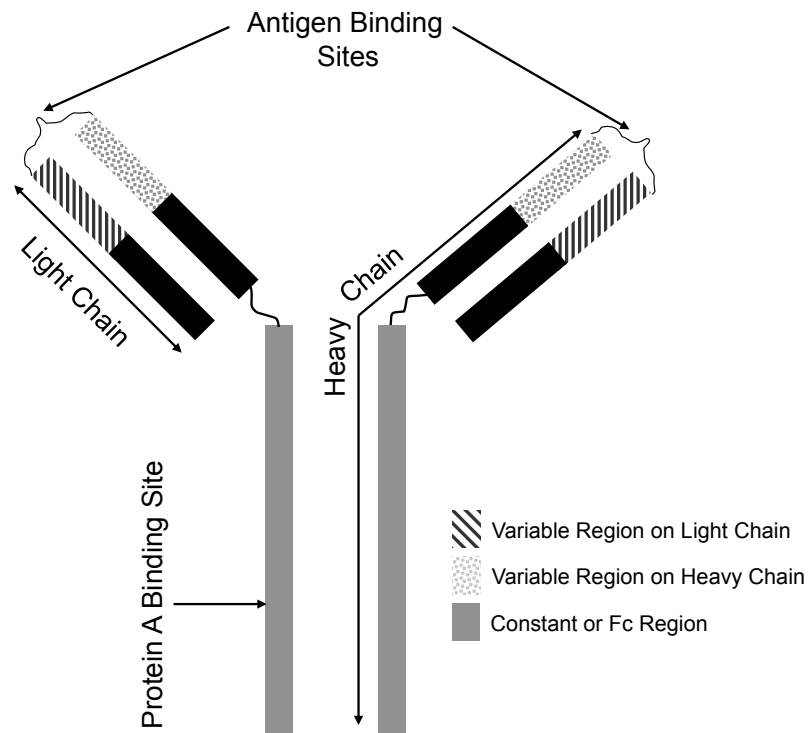 Antigen Binding
Sites
Light Chain
Heavy Chain
Protein A Binding Site
Variable Region on Light Chain
Variable Region on Heavy Chain
Constant or Fc Region